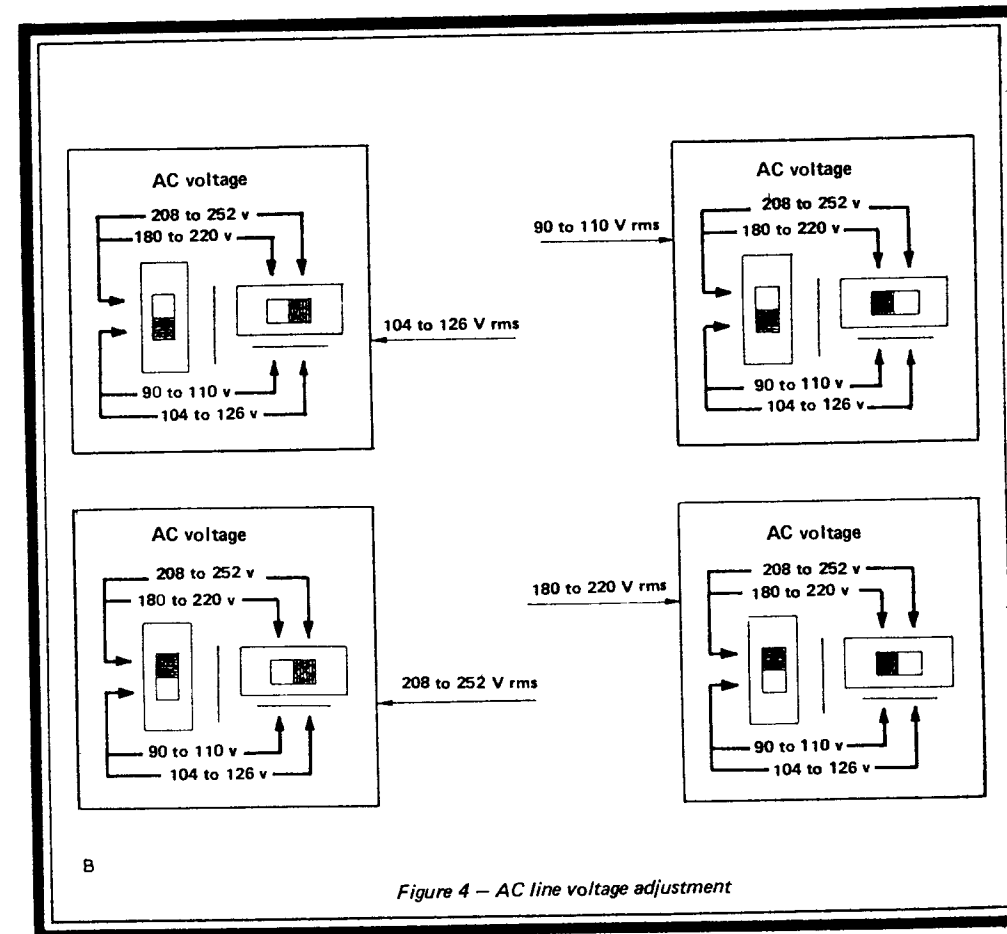 AC voltage
208 to 252 v
180 to 220 v
90 to 110 v
104 to 126 v
104 to 126 V rms
90 to 110 V rms
AC voltage
208 to 252 v
180 to 220 v
90 to 110 v
104 to 126 v
AC voltage
208 to 252 v
180 to 220 v
90 to 110 v
104 to 126 v
208 to 252 V rms
180 to 220 V rms
AC voltage
208 to 252 v
180 to 220 v
90 to 110 v
104 to 126 v
B
Figure 4 — AC line voltage adjustment